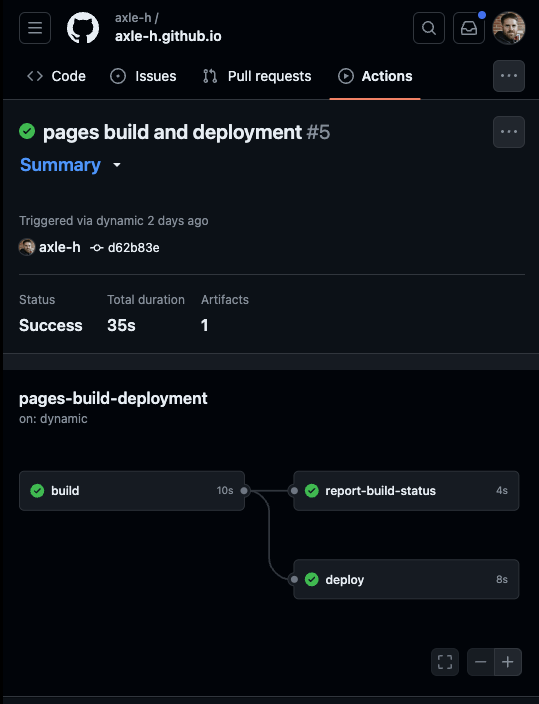 axle-h /
axle-h.github.io
Code Issues Pull requests Actions
pages build and deployment #5
Summary
Triggered via dynamic 2 days ago
axle-h d62b83e
Status Total duration Artifacts
Success 35s 1
pages-build-deployment
on: dynamic
build 10s
report-build-status 4s
deploy 8s